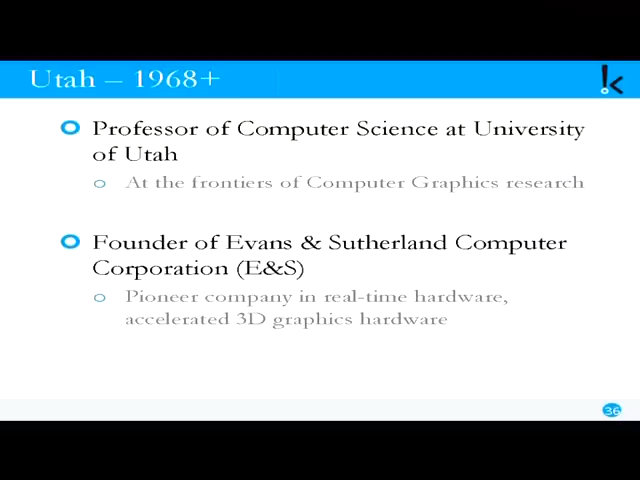 Utah – 1968+
Professor of Computer Science at University
of Utah
At the frontiers of Computer Graphics research
Founder of Evans & Sutherland Computer
Corporation (E&S)
Pioneer company in real-time hardware,
accelerated 3D graphics hardware
36